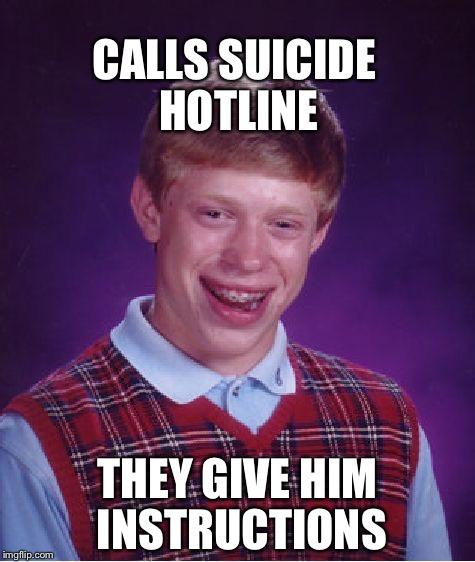 CALLS SUICIDE
HOTLINE
THEY GIVE HIM
INSTRUCTIONS
imgflip.com